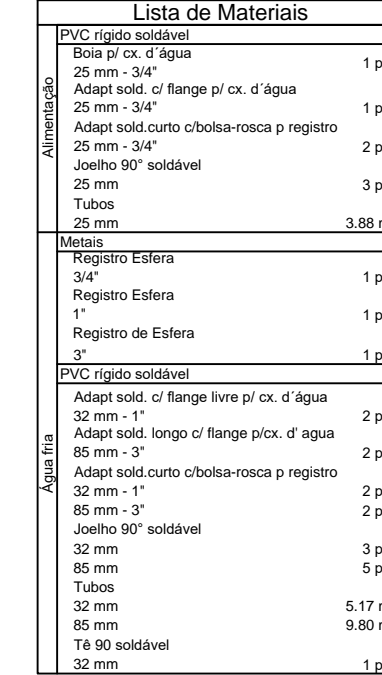 Lista de Materiais
Alimentação
PVC rígido soldável
Boia p/ cx. d´água
25 mm - 3/4" 1 p
Adapt sold. c/ flange p/ cx. d´água
25 mm - 3/4" 1 p
Adapt sold.curto c/bolsa-rosca p registro
25 mm - 3/4" 2 p
Joelho 90° soldável
25 mm 3 p
Tubos
25 mm 3.88
Água fria
Metais
Registro Esfera
3/4" 1 p
Registro Esfera
1" 1 p
Registro de Esfera
3" 1 p
PVC rígido soldável
Adapt sold. c/ flange livre p/ cx. d´água
32 mm - 1" 2 p
Adapt sold. longo c/ flange p/cx. d' agua
85 mm - 3" 2 p
Adapt sold.curto c/bolsa-rosca p registro
32 mm - 1" 2 p
85 mm - 3" 2 p
Joelho 90° soldável
32 mm 3 p
85 mm 5 p
Tubos
32 mm 5.17
85 mm 9.80
Tê 90 soldável
32 mm 1 p